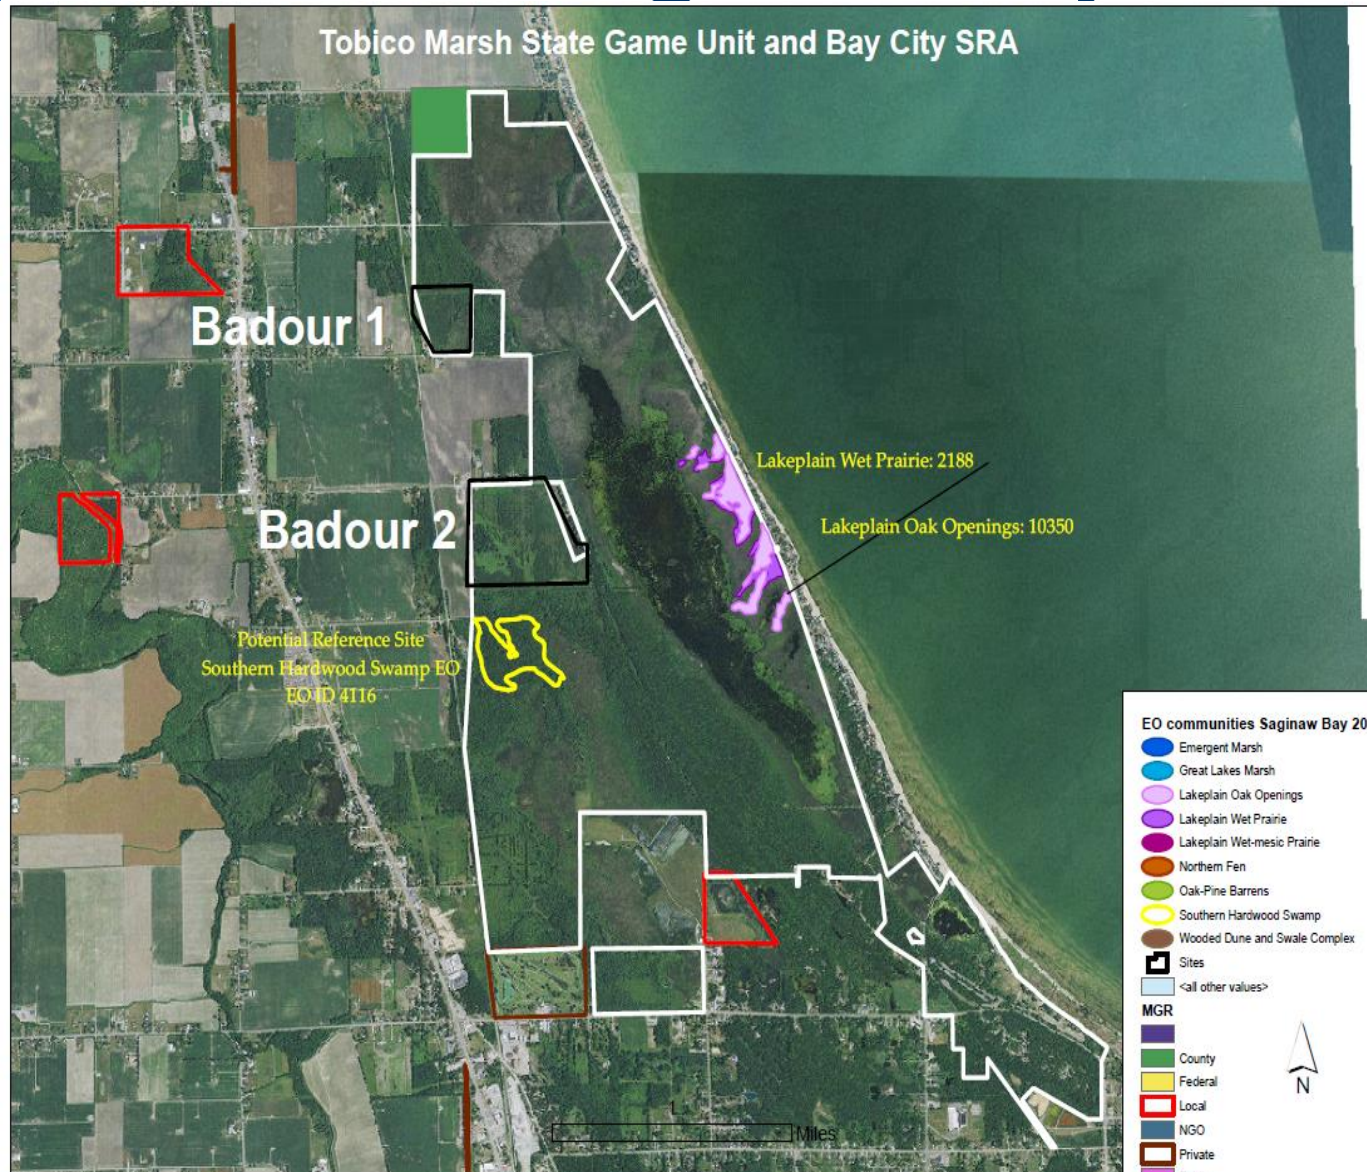 Tobico Marsh State Game Unit and Bay City SRA
Badour 1
Lakeplain Wet Prairie: 2188
Lakeplain Oak Openings: 10350
Badour 2
Potential Reference Site
Southern Hardwood Swamp EO
EO ID 4116
EO communities Saginaw Bay 20
Emergent Marsh
Great Lakes Marsh
Lakeplain Oak Openings
Lakeplain Wet Prairie
Lakeplain Wet-mesic Prairie
Northern Fen
Oak-Pine Barrens
Southern Hardwood Swamp
Wooded Dune and Swale Complex
Sites
<all other values>
MGR
County
Federal
Local
NGO
Private
N
Miles